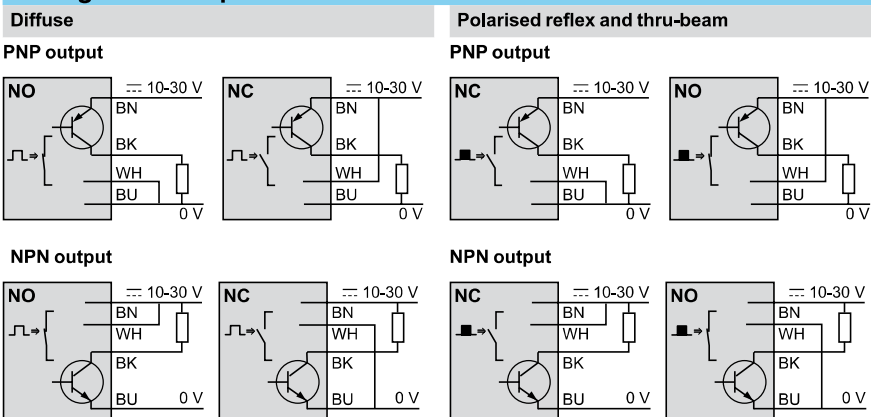 Diffuse
Polarised reflex and thru-beam
PNP output
PNP output
NO
10-30 V
BN
BK
WH
BU
0 V
NC
10-30 V
BN
BK
WH
BU
0 V
NC
10-30 V
BN
BK
WH
BU
0 V
NO
10-30 V
BN
BK
WH
BU
0 V
NPN output
NPN output
NO
10-30 V
BN
WH
BK
BU
0 V
NC
10-30 V
BN
WH
BK
BU
0 V
NC
10-30 V
BN
WH
BK
BU
0 V
NO
10-30 V
BN
WH
BK
BU
0 V